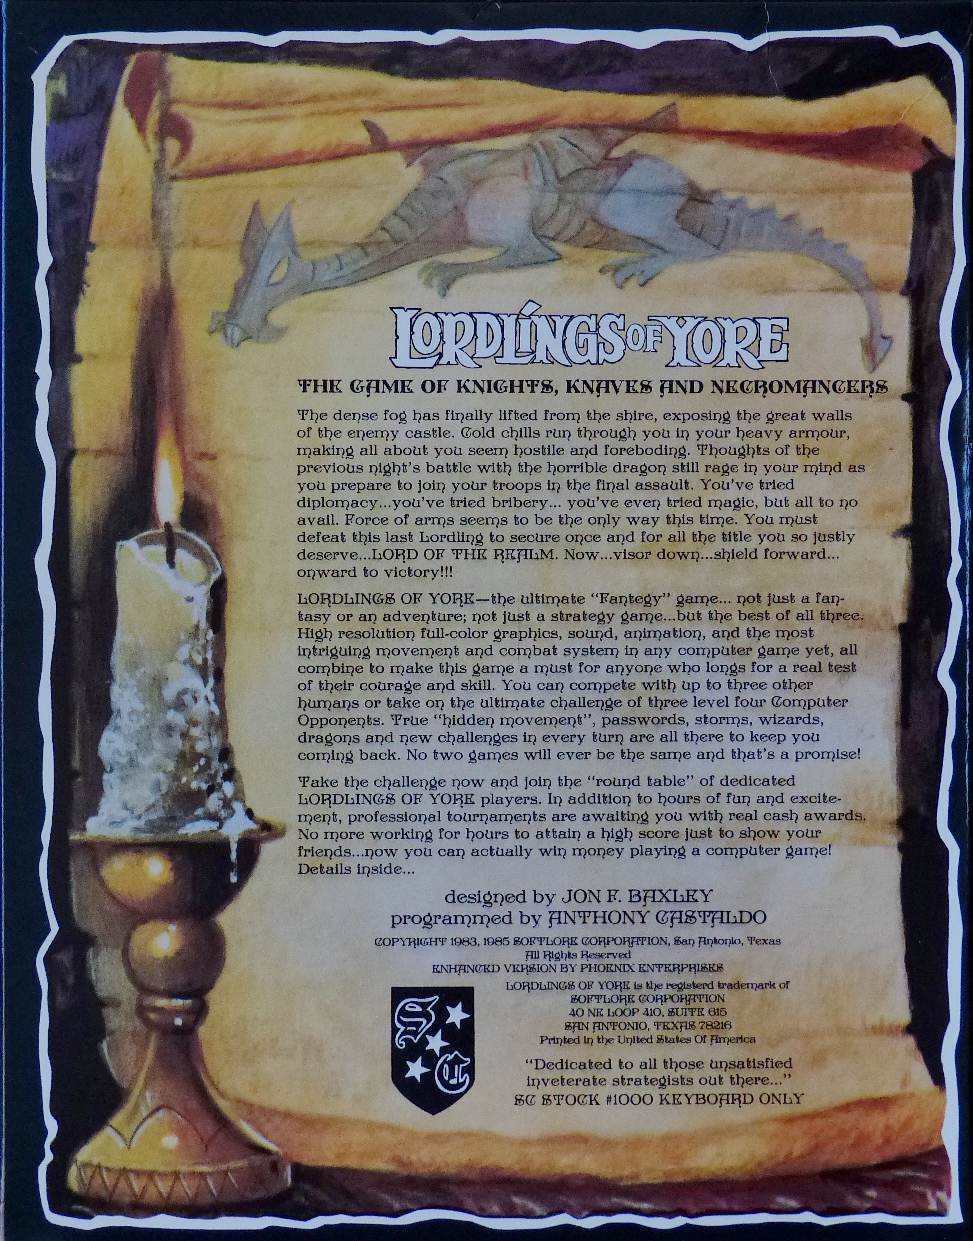 LORDLINGS OF YORE
THE GAME OF KNIGHTS, KNAVES AND NECROMANCERS
The dense fog has finally lifted from the shire, exposing the great walls
of the enemy castle. Cold chills run through you in your heavy armour,
making all about you seem hostile and foreboding. Thoughts of the
previous night's battle with the horrible dragon still rage in your mind as
you prepare to join your troops in the final assault. You've tried
diplomacy...you've tried bribery... you've even tried magic, but all to no
avail. Force of arms seems to be the only way this time. You must
defeat this last Lordling to secure once and for all the title you so justly
deserve...LORD OF THE REALM. Now...visor down...shield forward...
onward to victory!!!
LORDLINGS OF YORE—the ultimate “Fantegy” game... not just a fan-
tasy or an adventure; not just a strategy game...but the best of all three.
High resolution full-color graphics, sound, animation, and the most
intriguing movement and combat system in any computer game yet, all
combine to make this game a must for anyone who longs for a real test
of their courage and skill. You can compete with up to three other
humans or take on the ultimate challenge of three level four Computer
Opponents. True “hidden movement”, passwords, storms, wizards,
dragons and new challenges in every turn are all there to keep you
coming back. No two games will ever be the same and that's a promise!
Take the challenge now and join the “round table” of dedicated
LORDLINGS OF YORE players. In addition to hours of fun and excite-
ment, professional tournaments are awaiting you with real cash awards.
No more working for hours to attain a high score just to show your
friends...now you can actually win money playing a computer game!
Details inside...
designed by JON F. BAXLEY
programmed by ANTHONY CASTALDO
COPYRIGHT 1983, 1985 SOFTLORE CORPORATION, San Antonio, Texas
All Rights Reserved
ENHANCED VERSION BY PHOENIX ENTERPRISES
LORDLINGS OF YORE is the registerd trademark of
SOFTLORE CORPORATION
40 NE LOOP 410, SUITE 615
SAN ANTONIO, TEXAS 78216
Printed in the United States Of America
S C
“Dedicated to all those unsatisfied
inveterate strategists out there...”
SC STOCK #1000 KEYBOARD ONLY